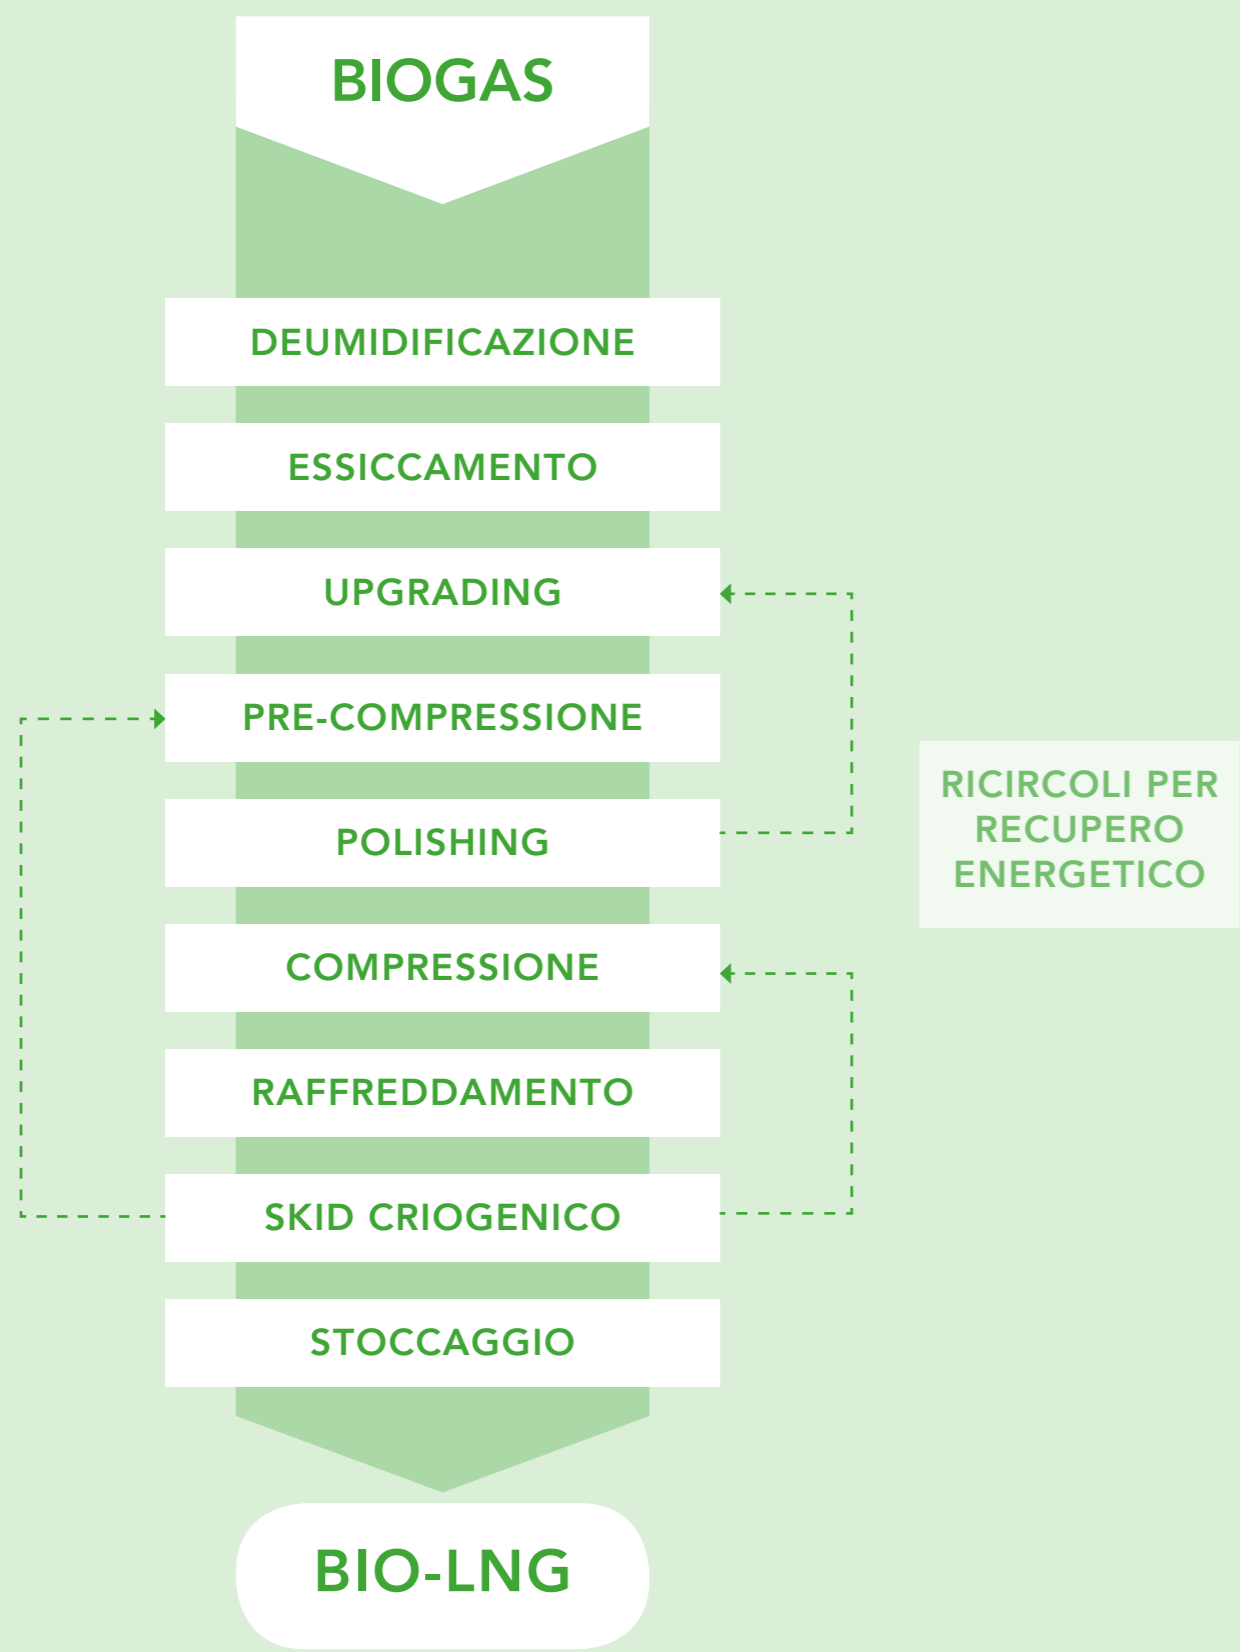 BIOGAS
DEUMIDIFICAZIONE
ESSICCAMENTO
UPGRADING
PRE-COMPRESSIONE
POLISHING
COMPRESSIONE
RAFFREDDAMENTO
SKID CRIOGENICO
STOCCAGGIO
BIO-LNG
RICIRCOLI PER
RECUPERO
ENERGETICO